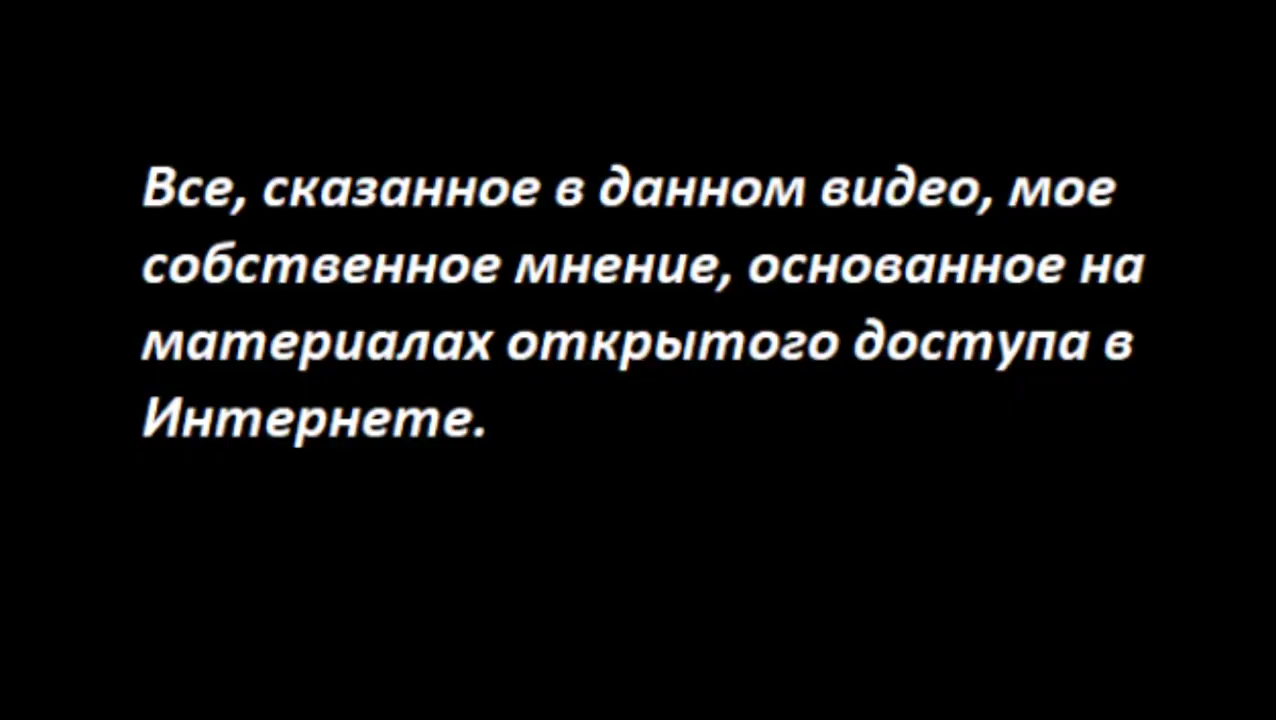 Все, сказанное в данном видео, мое
собственное мнение, основанное на
материалах открытого доступа в
Интернете.